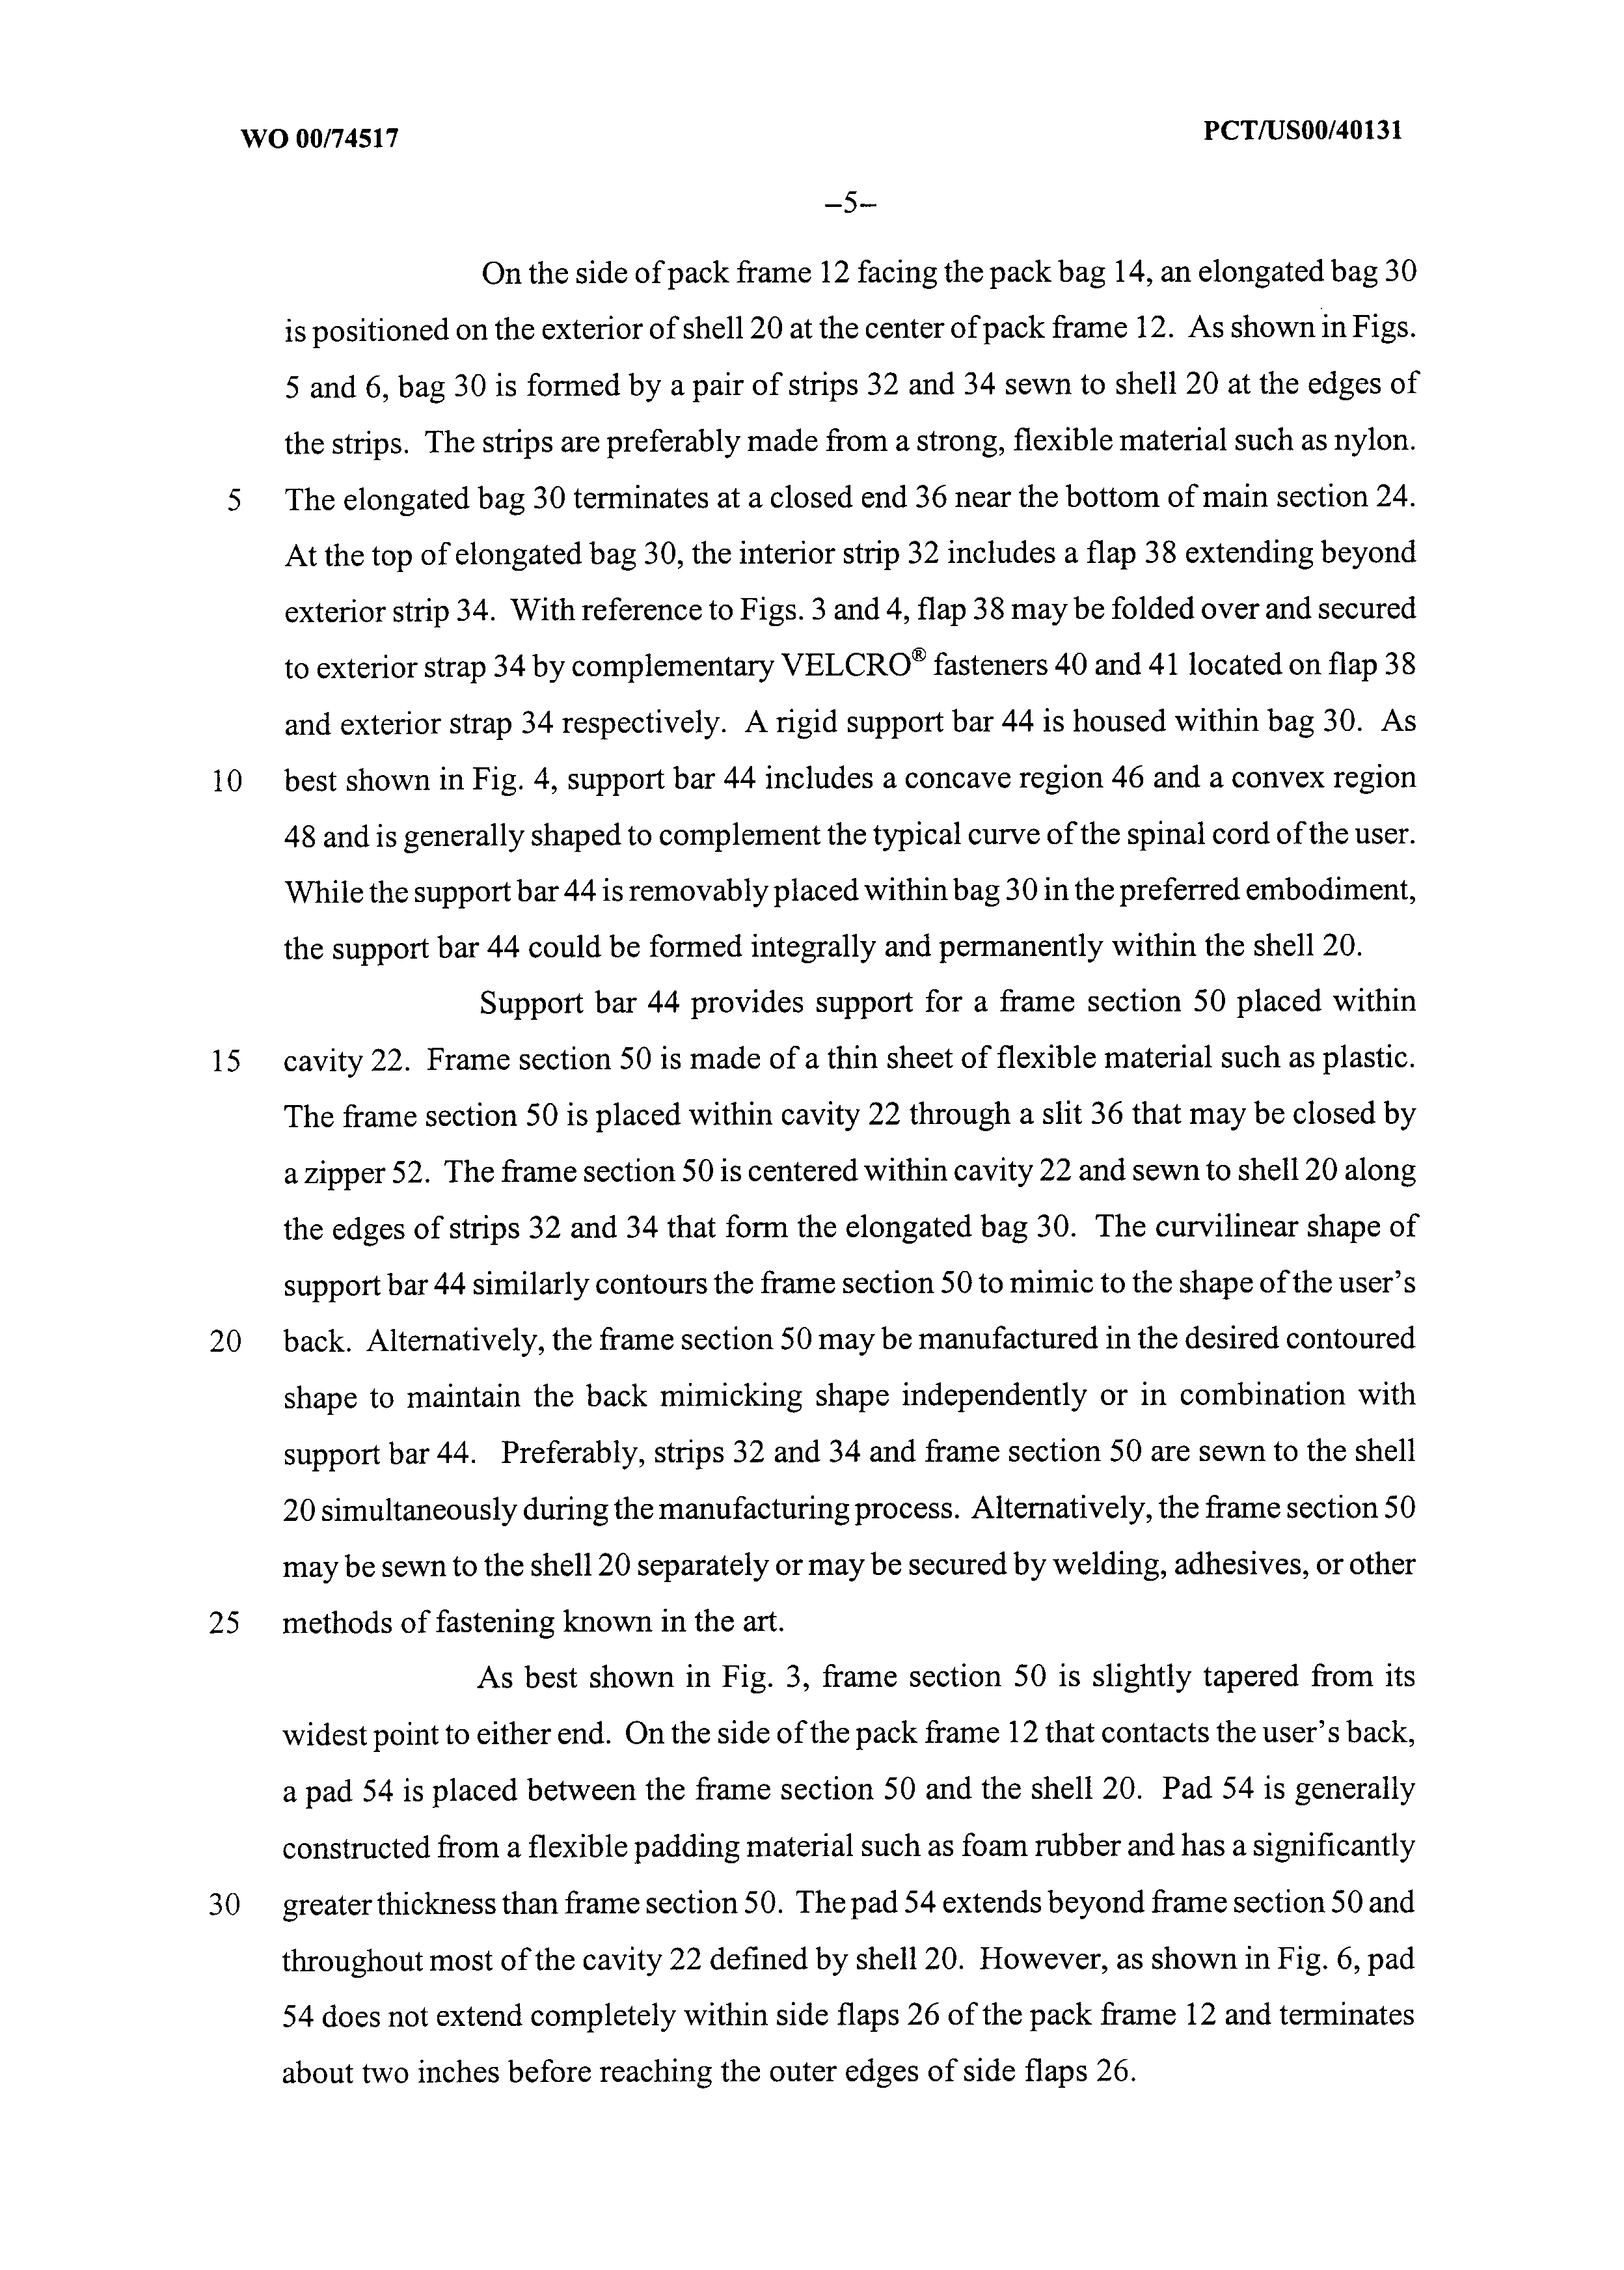 WO 00/74517 PCT/US00/40131
–5–
On the side of pack frame 12 facing the pack bag 14, an elongated bag 30
is positioned on the exterior of shell 20 at the center of pack frame 12. As shown in Figs.
5 and 6, bag 30 is formed by a pair of strips 32 and 34 sewn to shell 20 at the edges of
the strips. The strips are preferably made from a strong, flexible material such as nylon.
5 The elongated bag 30 terminates at a closed end 36 near the bottom of main section 24.
At the top of elongated bag 30, the interior strip 32 includes a flap 38 extending beyond
exterior strip 34. With reference to Figs. 3 and 4, flap 38 may be folded over and secured
to exterior strap 34 by complementary VELCRO® fasteners 40 and 41 located on flap 38
and exterior strap 34 respectively. A rigid support bar 44 is housed within bag 30. As
10 best shown in Fig. 4, support bar 44 includes a concave region 46 and a convex region
48 and is generally shaped to complement the typical curve of the spinal cord of the user.
While the support bar 44 is removably placed within bag 30 in the preferred embodiment,
the support bar 44 could be formed integrally and permanently within the shell 20.
Support bar 44 provides support for a frame section 50 placed within
15 cavity 22. Frame section 50 is made of a thin sheet of flexible material such as plastic.
The frame section 50 is placed within cavity 22 through a slit 36 that may be closed by
a zipper 52. The frame section 50 is centered within cavity 22 and sewn to shell 20 along
the edges of strips 32 and 34 that form the elongated bag 30. The curvilinear shape of
support bar 44 similarly contours the frame section 50 to mimic to the shape of the user's
20 back. Alternatively, the frame section 50 may be manufactured in the desired contoured
shape to maintain the back mimicking shape independently or in combination with
support bar 44. Preferably, strips 32 and 34 and frame section 50 are sewn to the shell
20 simultaneously during the manufacturing process. Alternatively, the frame section 50
may be sewn to the shell 20 separately or may be secured by welding, adhesives, or other
25 methods of fastening known in the art.
As best shown in Fig. 3, frame section 50 is slightly tapered from its
widest point to either end. On the side of the pack frame 12 that contacts the user's back,
a pad 54 is placed between the frame section 50 and the shell 20. Pad 54 is generally
constructed from a flexible padding material such as foam rubber and has a significantly
30 greater thickness than frame section 50. The pad 54 extends beyond frame section 50 and
throughout most of the cavity 22 defined by shell 20. However, as shown in Fig. 6, pad
54 does not extend completely within side flaps 26 of the pack frame 12 and terminates
about two inches before reaching the outer edges of side flaps 26.